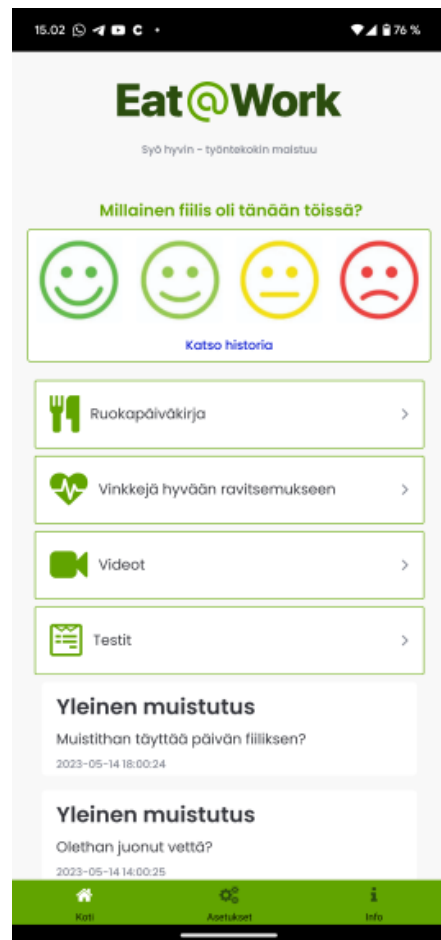 15.02
76 %
Eat@Work
Syö hyvin - työntekokin maistuu
Millainen fiilis oli tänään töissä?
Katso historia
Ruokapäiväkirja
Vinkkejä hyvään ravitsemukseen
Videot
Testit
Yleinen muistutus
Muistithan täyttää päivän fiiliksen?
2023-05-14 18:00:24
Yleinen muistutus
Olethan juonut vettä?
2023-05-14 14:00:25
Koti
Asetukset
Info